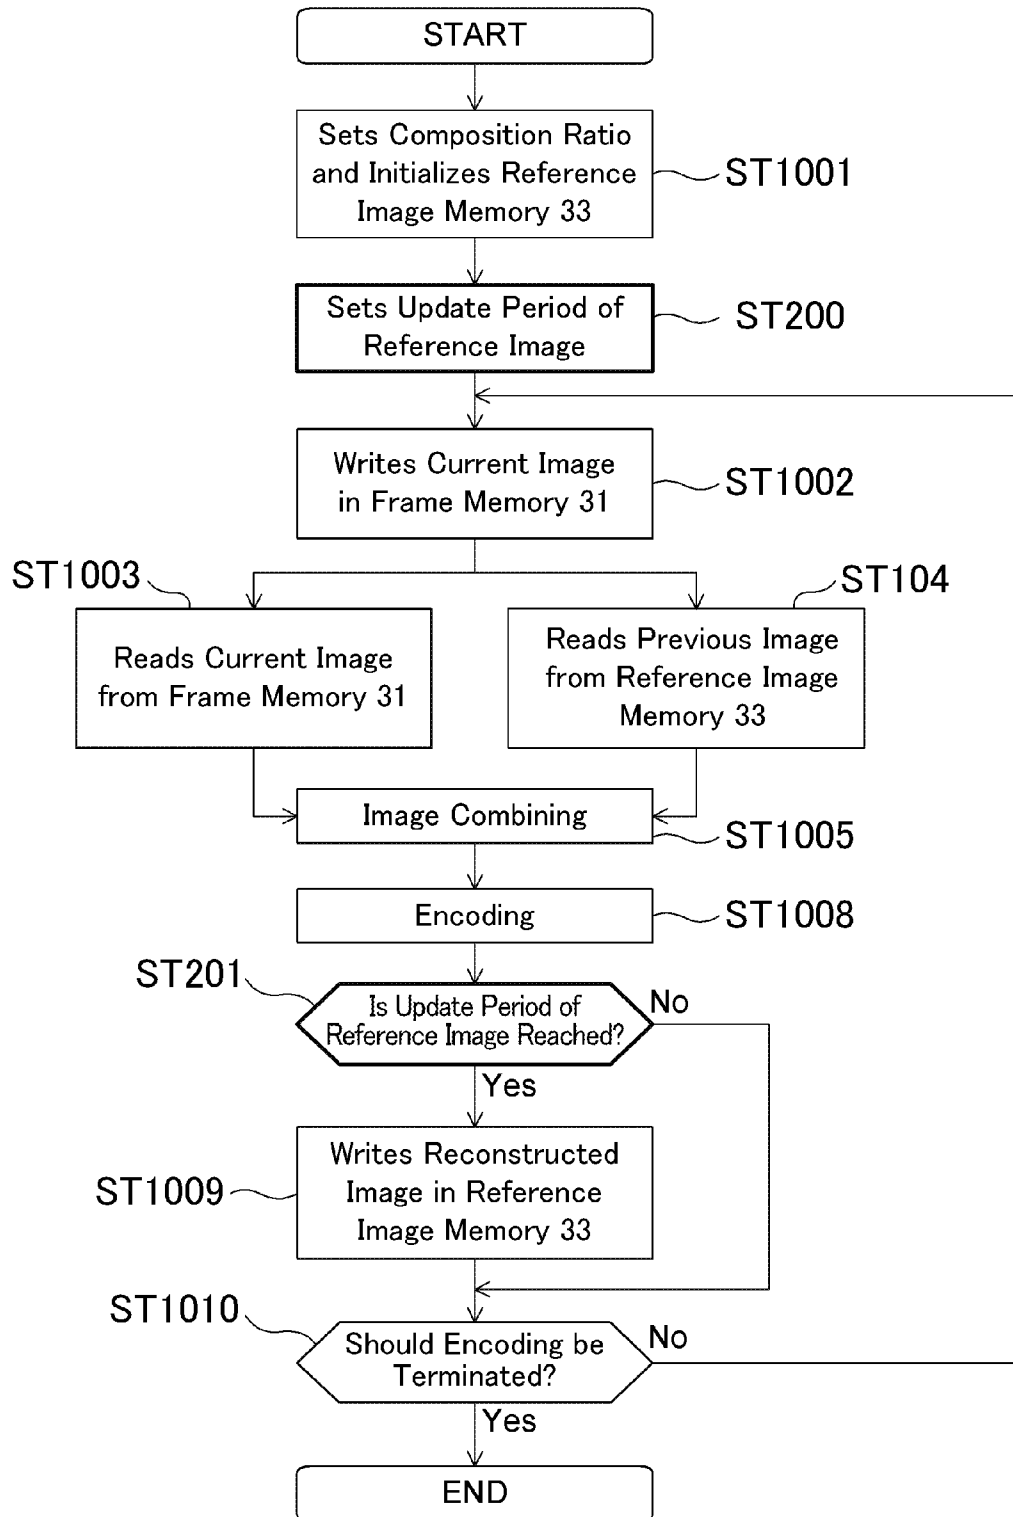 START
Sets Composition Ratio
and Initializes Reference
Image Memory 33
ST1001
Sets Update Period of
Reference Image
ST200
Writes Current Image
in Frame Memory 31
ST1002
ST1003
Reads Current Image
from Frame Memory 31
ST104
Reads Previous Image
from Reference Image
Memory 33
Image Combining
ST1005
Encoding
ST1008
ST201
Is Update Period of
Reference Image Reached?
No
Yes
Writes Reconstructed
Image in Reference
Image Memory 33
ST1009
ST1010
Should Encoding be
Terminated?
No
Yes
END